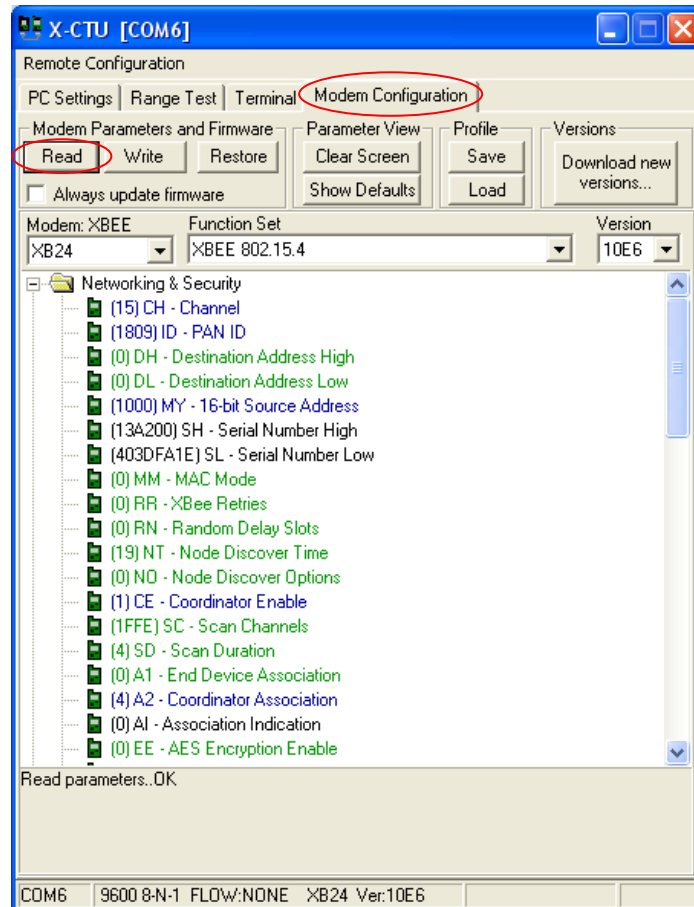 X-CTU [COM6]
Remote Configuration
PC Settings Range Test Terminal Modem Configuration
Modem Parameters and Firmware Parameter View Profile Versions
Read Write Restore Clear Screen Save Download new versions...
Always update firmware Show Defaults Load
Modem: XBEE Function Set Version
XB24 XBEE 802.15.4 10E6
Networking & Security
(15) CH - Channel
(1809) ID - PAN ID
(0) DH - Destination Address High
(0) DL - Destination Address Low
(1000) MY - 16-bit Source Address
(13A200) SH - Serial Number High
(403DFA1E) SL - Serial Number Low
(0) MM - MAC Mode
(0) RR - XBee Retries
(0) RN - Random Delay Slots
(19) NT - Node Discover Time
(0) NO - Node Discover Options
(1) CE - Coordinator Enable
(1FFE) SC - Scan Channels
(4) SD - Scan Duration
(0) A1 - End Device Association
(4) A2 - Coordinator Association
(0) AI - Association Indication
(0) EE - AES Encryption Enable
Read parameters..OK
COM6 9600 8-N-1 FLOW:NONE XB24 Ver:10E6